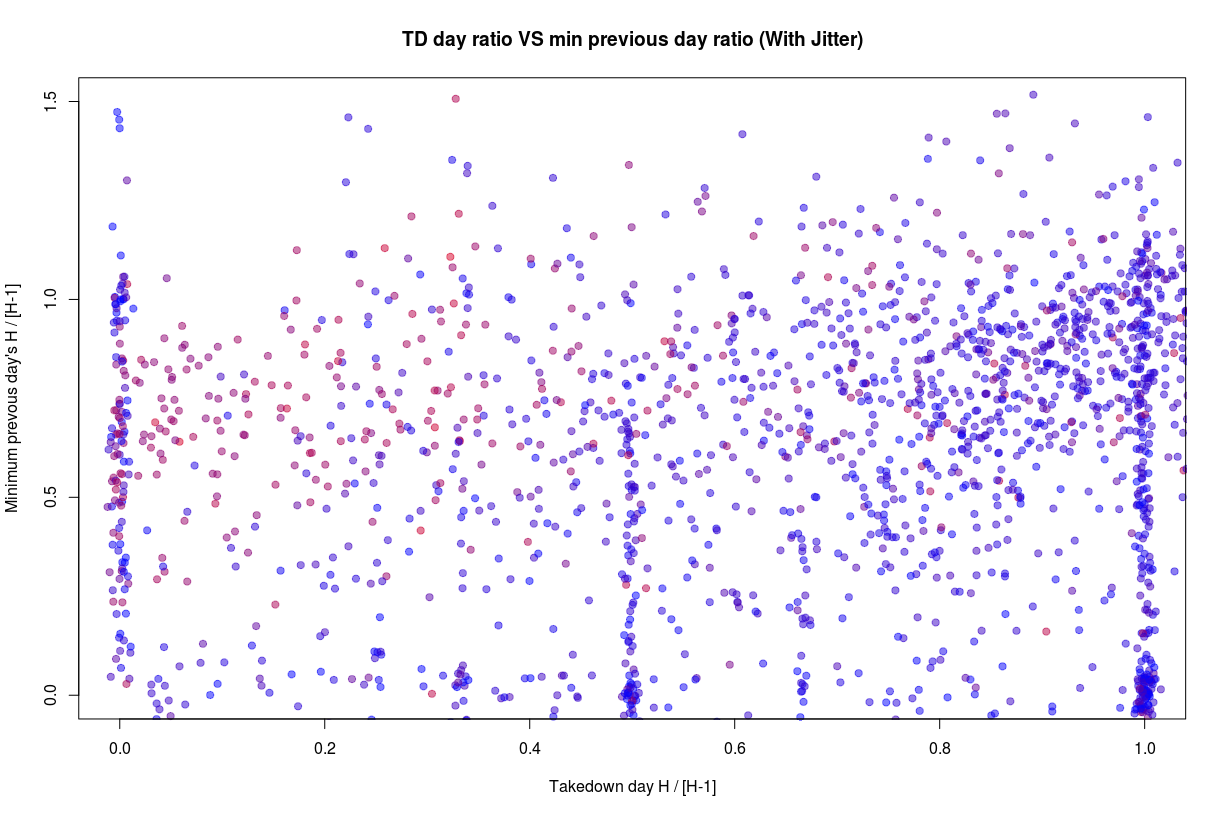 TD day ratio VS min previous day ratio (With Jitter)
1.5
1.0
0.5
0.0
Minimum prevous day's H / [H-1]
0.0 0.2 0.4 0.6 0.8 1.0
Takedown day H / [H-1]